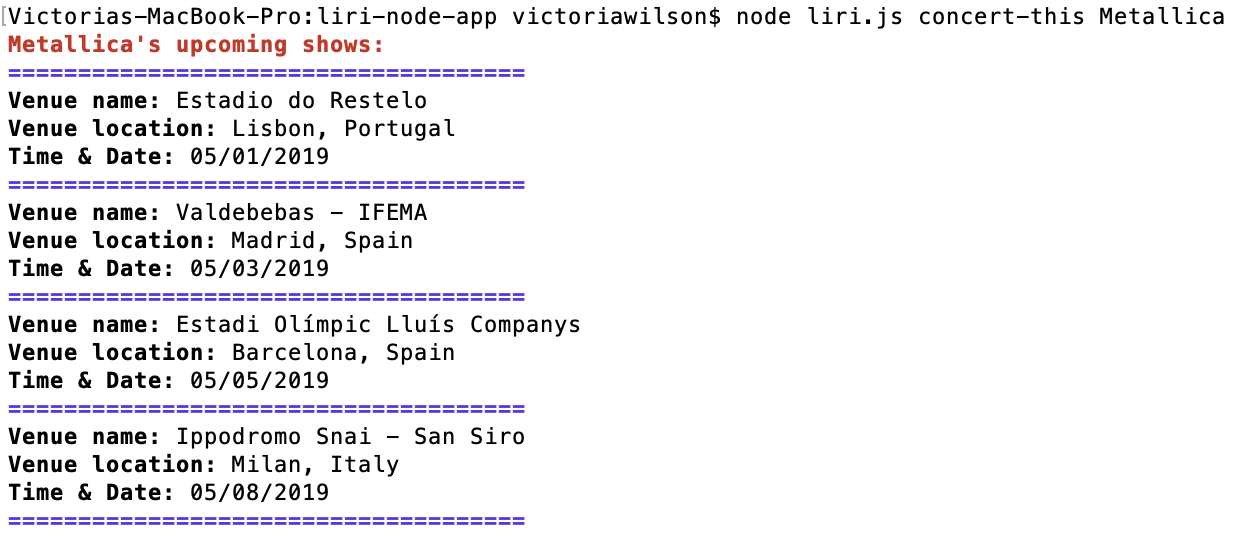 [Victorias-MacBook-Pro:liri-node-app victoriawilson$ node liri.js concert-this Metallica
Metallica's upcoming shows:
=====================================
Venue name: Estadio do Restelo
Venue location: Lisbon, Portugal
Time & Date: 05/01/2019
=====================================
Venue name: Valdebebas - IFEMA
Venue location: Madrid, Spain
Time & Date: 05/03/2019
=====================================
Venue name: Estadi Olímpic Lluís Companys
Venue location: Barcelona, Spain
Time & Date: 05/05/2019
=====================================
Venue name: Ippodromo Snai - San Siro
Venue location: Milan, Italy
Time & Date: 05/08/2019
=====================================